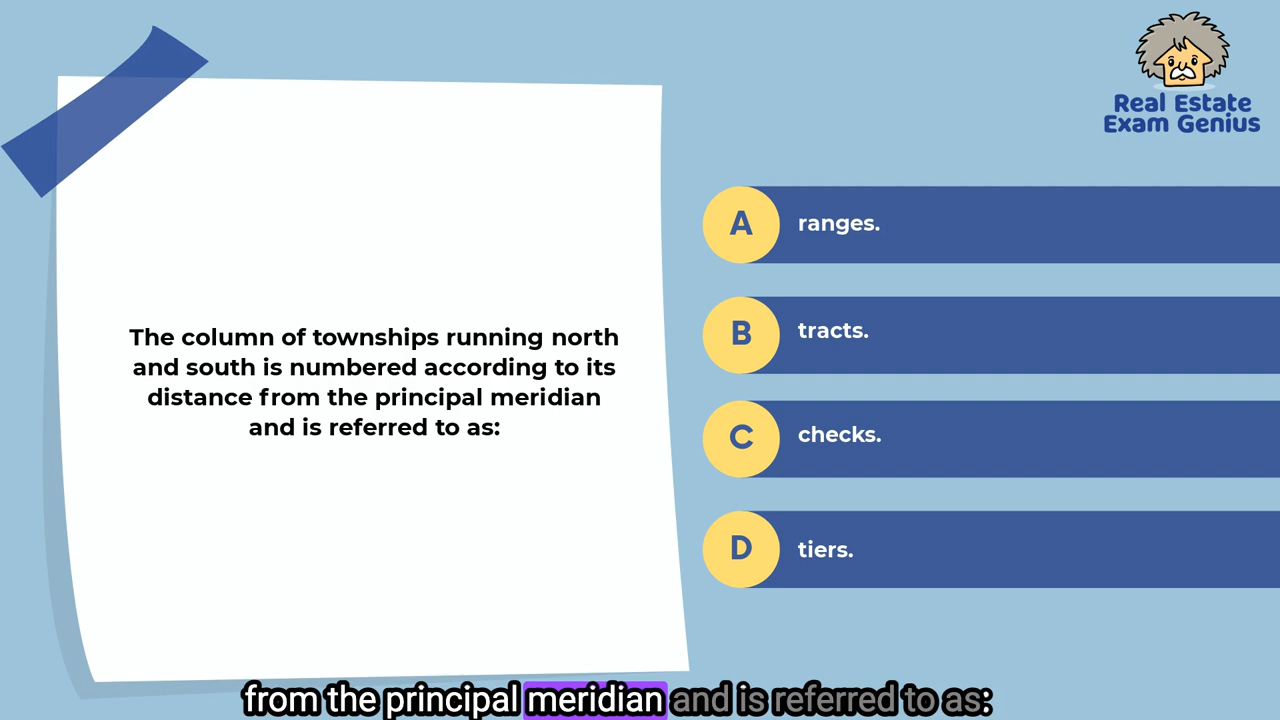 Real Estate
Exam Genius
The column of townships running north
and south is numbered according to its
distance from the principal meridian
and is referred to as:
A ranges.
B tracts.
C checks.
D tiers.
from the principal meridian and is referred to as: